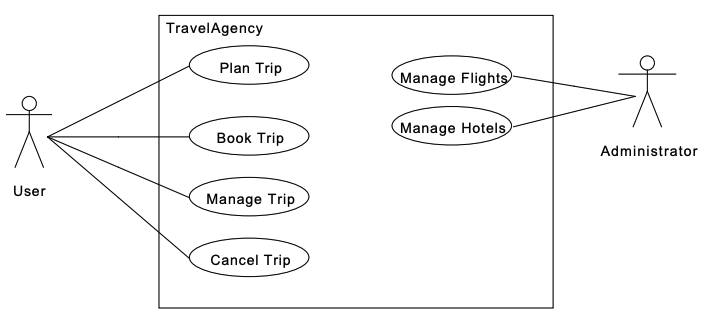 TravelAgency
Plan Trip
Manage Flights
Book Trip
Manage Hotels
Administrator
User
Manage Trip
Cancel Trip